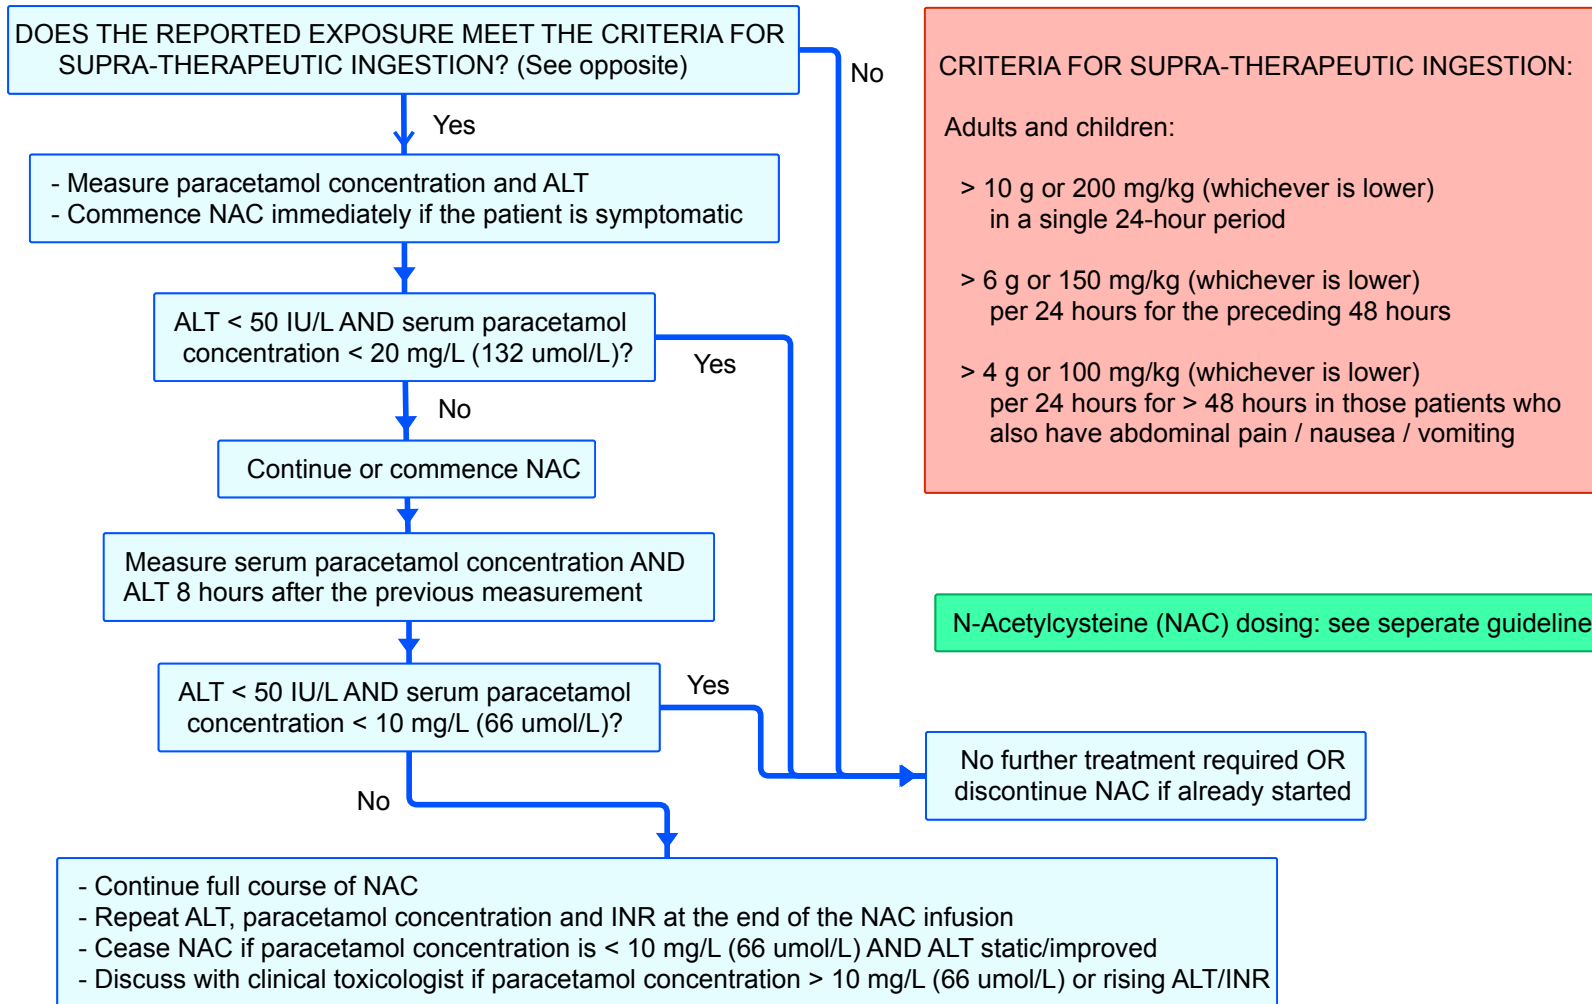 DOES THE REPORTED EXPOSURE MEET THE CRITERIA FOR
SUPRA-THERAPEUTIC INGESTION? (See opposite)
No
Yes
- Measure paracetamol concentration and ALT
- Commence NAC immediately if the patient is symptomatic
ALT < 50 IU/L AND serum paracetamol
concentration < 20 mg/L (132 umol/L)?
Yes
No
Continue or commence NAC
Measure serum paracetamol concentration AND
ALT 8 hours after the previous measurement
ALT < 50 IU/L AND serum paracetamol
concentration < 10 mg/L (66 umol/L)?
Yes
No
No further treatment required OR
discontinue NAC if already started
- Continue full course of NAC
- Repeat ALT, paracetamol concentration and INR at the end of the NAC infusion
- Cease NAC if paracetamol concentration is < 10 mg/L (66 umol/L) AND ALT static/improved
- Discuss with clinical toxicologist if paracetamol concentration > 10 mg/L (66 umol/L) or rising ALT/INR
CRITERIA FOR SUPRA-THERAPEUTIC INGESTION:
Adults and children:
> 10 g or 200 mg/kg (whichever is lower)
in a single 24-hour period
> 6 g or 150 mg/kg (whichever is lower)
per 24 hours for the preceding 48 hours
> 4 g or 100 mg/kg (whichever is lower)
per 24 hours for > 48 hours in those patients who
also have abdominal pain / nausea / vomiting
N-Acetylcysteine (NAC) dosing: see seperate guideline